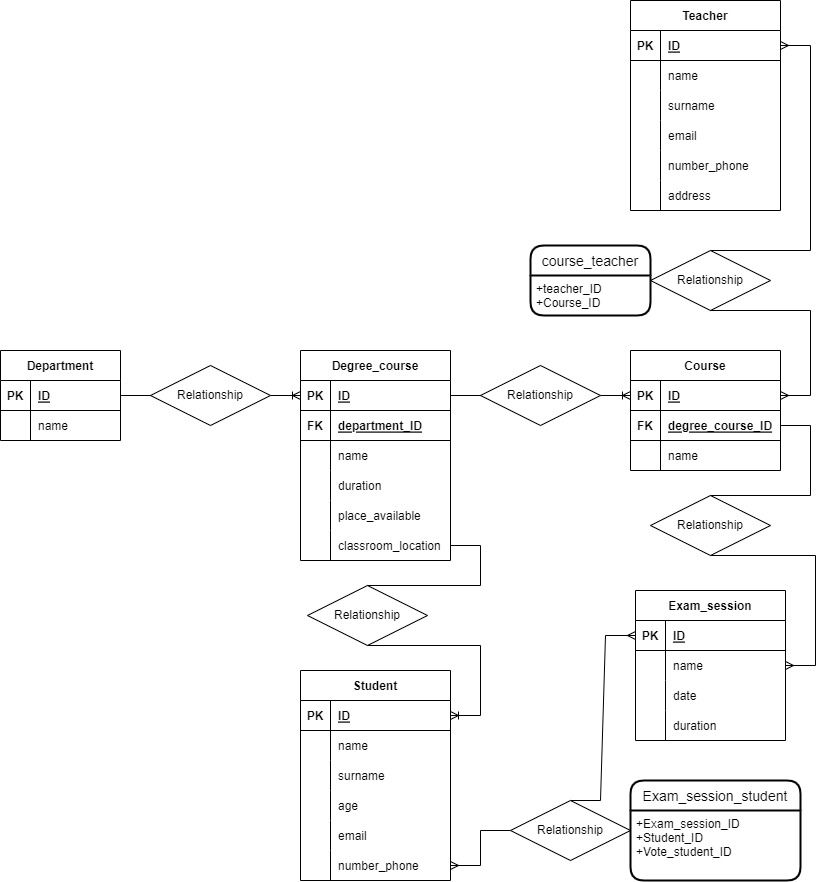 Teacher
PK ID
name
surname
email
number_phone
address
course_teacher
+teacher_ID
+Course_ID
Relationship
Department
PK ID
name
Relationship
Degree_course
PK ID
FK department_ID
name
duration
place_available
classroom_location
Relationship
Course
PK ID
FK degree_course_ID
name
Relationship
Relationship
Exam_session
PK ID
name
date
duration
Student
PK ID
name
surname
age
email
number_phone
Relationship
Exam_session_student
+Exam_session_ID
+Student_ID
+Vote_student_ID